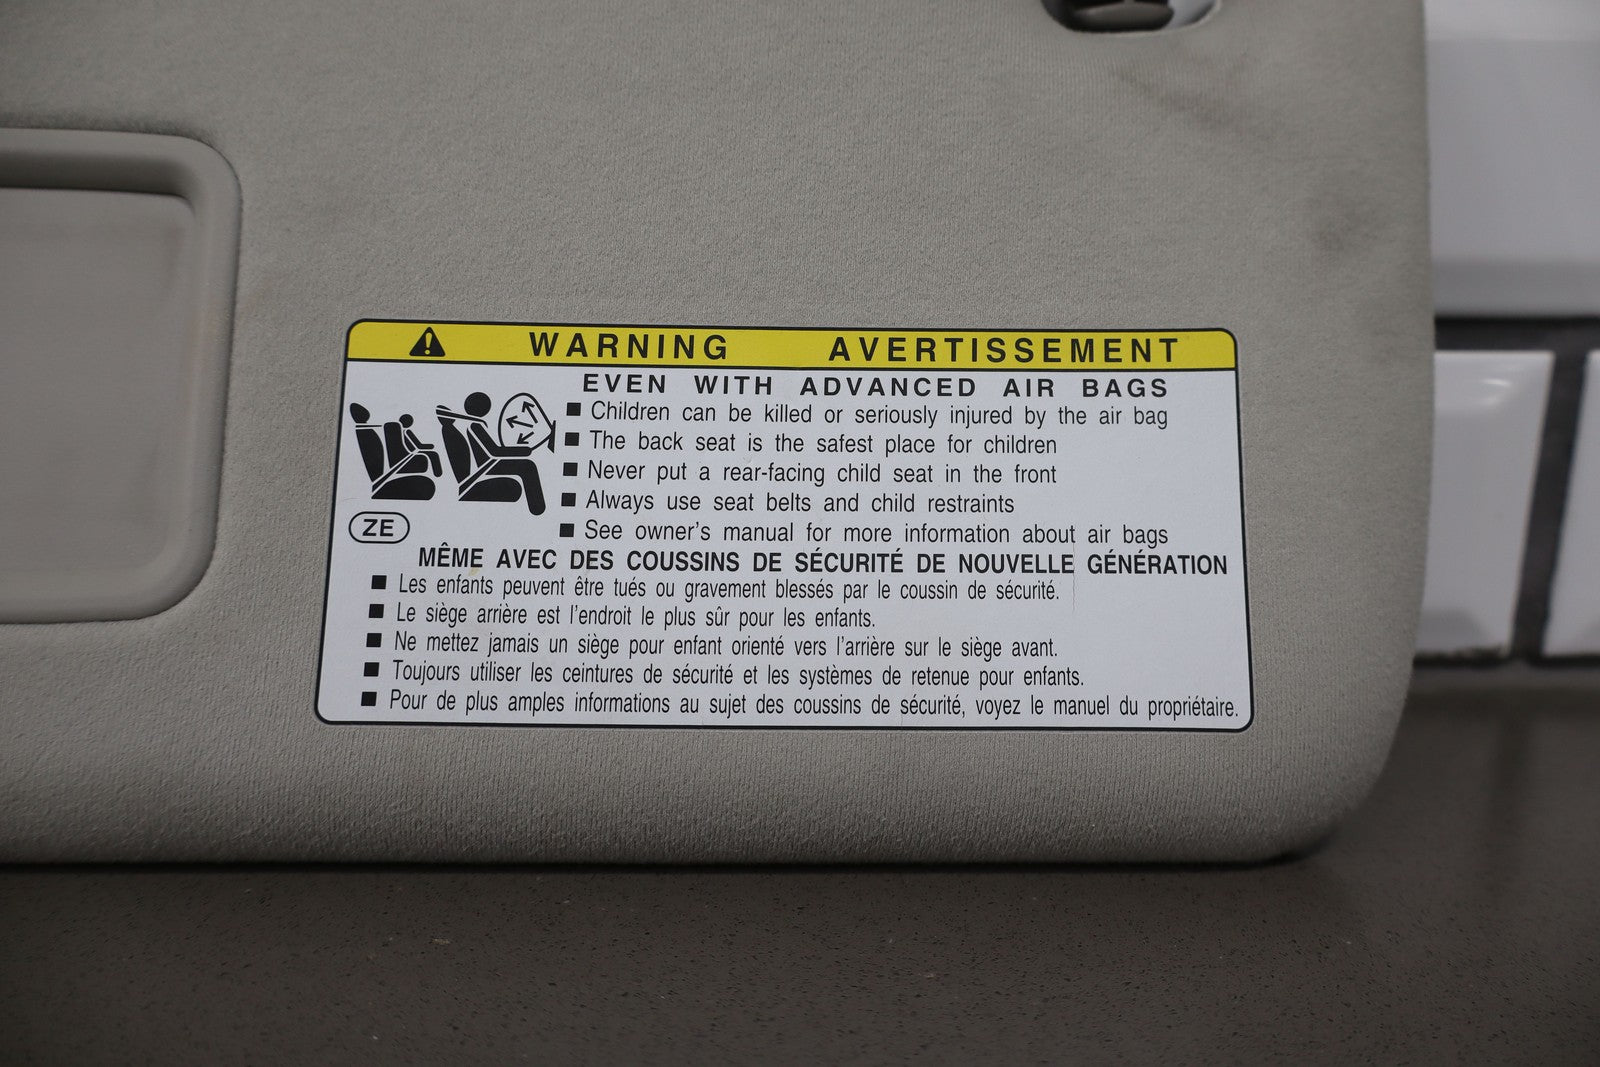 WARNING AVERTISSEMENT
EVEN WITH ADVANCED AIR BAGS
■ Children can be killed or seriously injured by the air bag
■ The back seat is the safest place for children
■ Never put a rear-facing child seat in the front
■ Always use seat belts and child restraints
■ See owner's manual for more information about air bags
ZE
MÊME AVEC DES COUSSINS DE SÉCURITÉ DE NOUVELLE GÉNÉRATION
■ Les enfants peuvent être tués ou gravement blessés par le coussin de sécurité.
■ Le siège arrière est l'endroit le plus sûr pour les enfants.
■ Ne mettez jamais un siège pour enfant orienté vers l'arrière sur le siège avant.
■ Toujours utiliser les ceintures de sécurité et les systèmes de retenue pour enfants.
■ Pour de plus amples informations au sujet des coussins de sécurité, voyez le manuel du propriétaire.